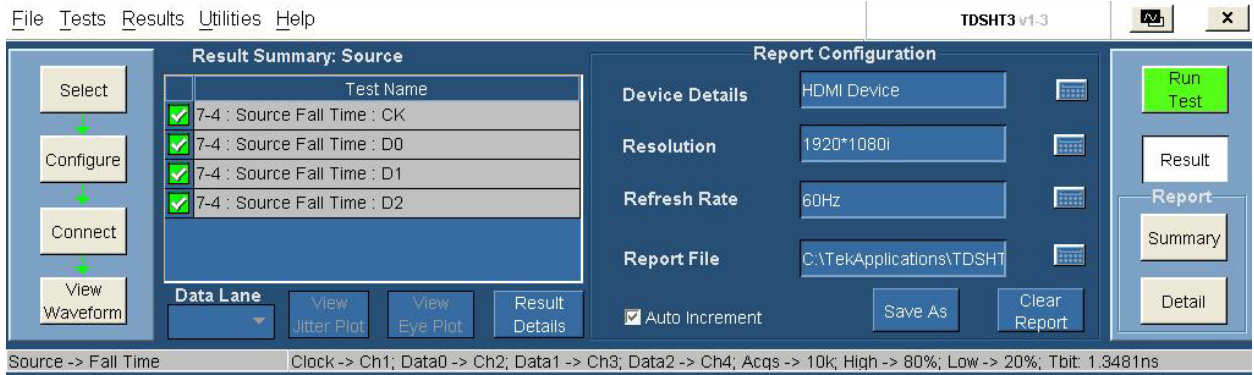 File Tests Results Utilities Help TDSHT3 v1-3 x
Select
Configure
Connect
View
Waveform
Result Summary: Source
Test Name
7-4 : Source Fall Time : CK
7-4 : Source Fall Time : D0
7-4 : Source Fall Time : D1
7-4 : Source Fall Time : D2
Data Lane
View
Jitter Plot
View
Eye Plot
Result
Details
Report Configuration
Device Details HDMI Device
Resolution 1920*1080i
Refresh Rate 60Hz
Report File C:\TekApplications\TDSHT
Auto Increment
Save As
Clear
Report
Run
Test
Result
Report
Summary
Detail
Source -> Fall Time Clock -> Ch1; Data0 -> Ch2; Data1 -> Ch3; Data2 -> Ch4; Acqs -> 10k; High -> 80%; Low -> 20%; Tbit: 1.3481ns